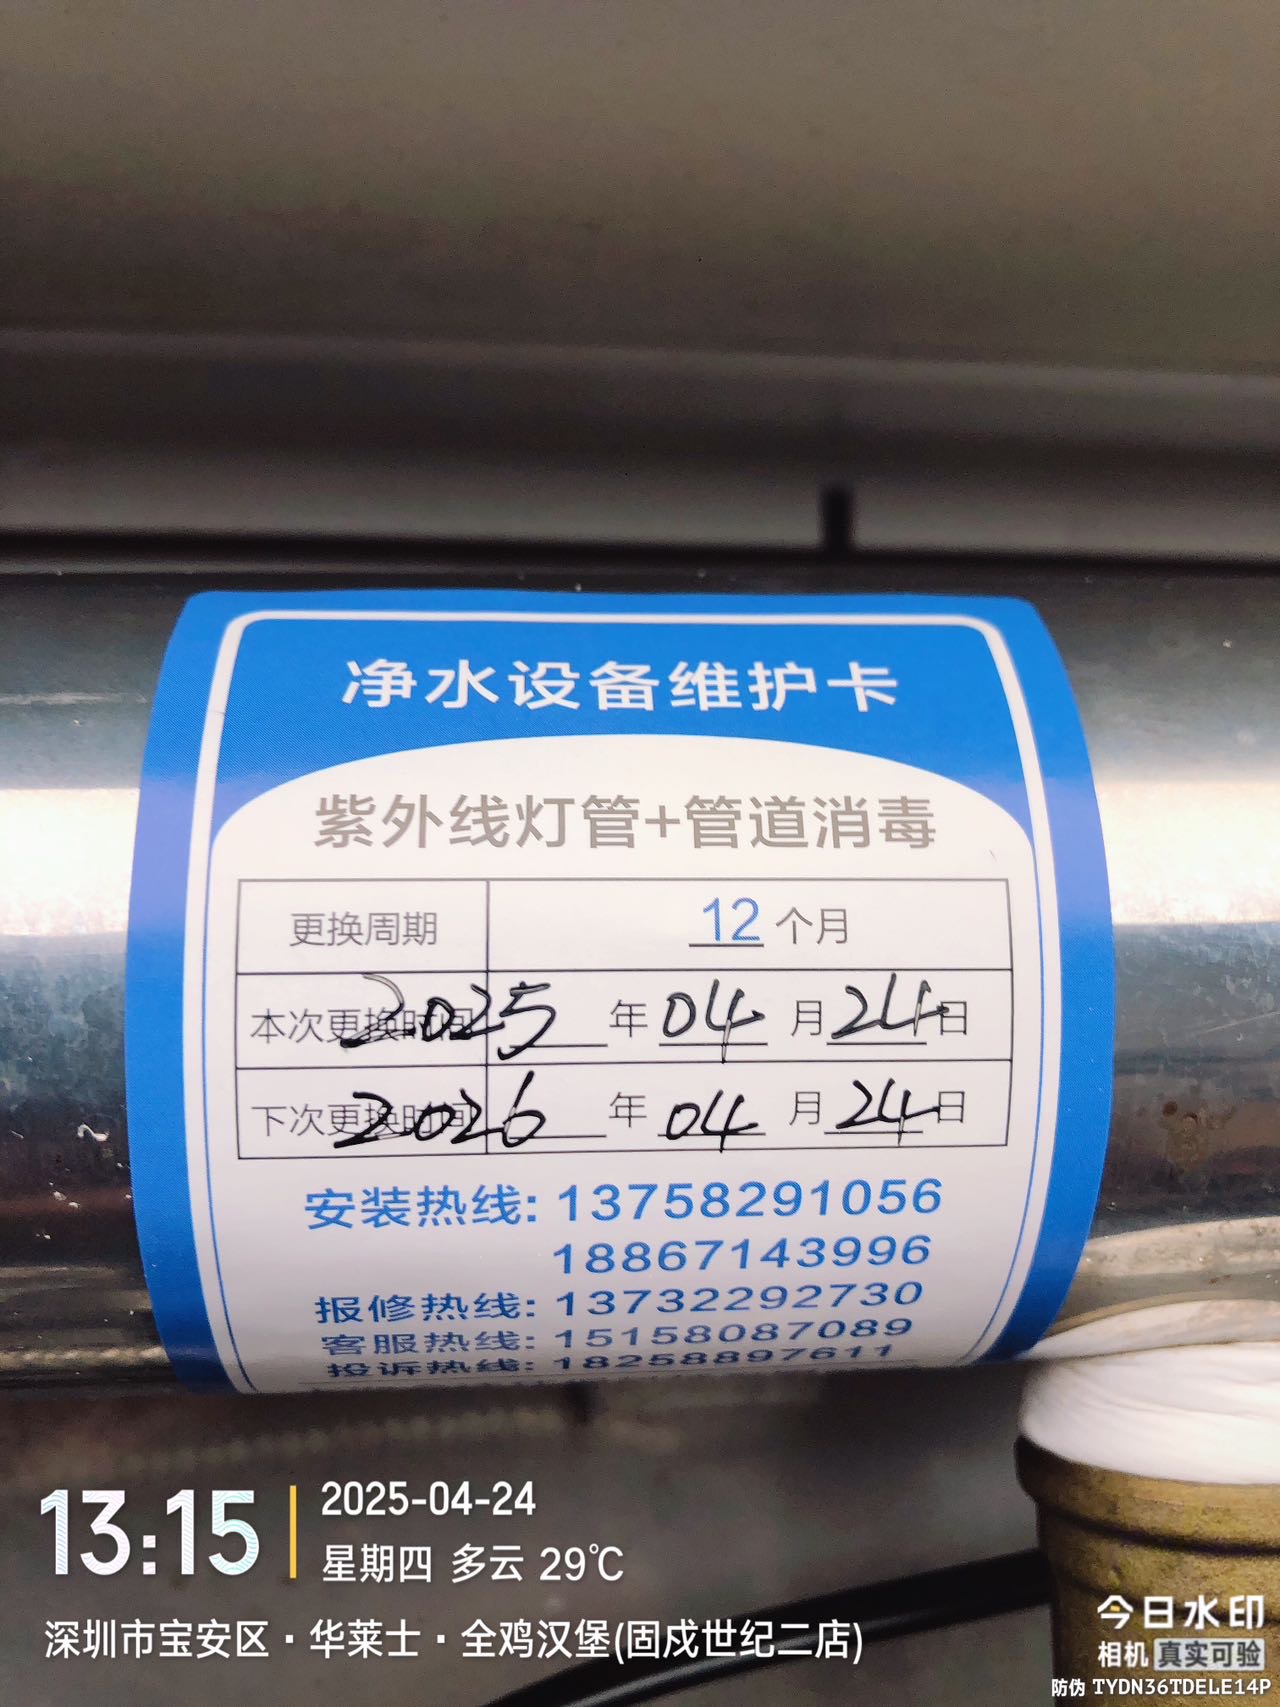 净水设备维护卡
紫外线灯管+管道消毒
更换周期 12 个月
本次更换时间 2025 年 04 月 24 日
下次更换时间 2026 年 04 月 24 日
安装热线: 13758291056
18867143996
报修热线: 13732292730
客服热线: 15158087089
投诉热线: 18258897611
13:15
2025-04-24
星期四 多云 29℃
深圳市宝安区·华莱士·全鸡汉堡(固戍世纪二店)
今日水印
相机 真实可验
防伪 TYDN36TDELE14P